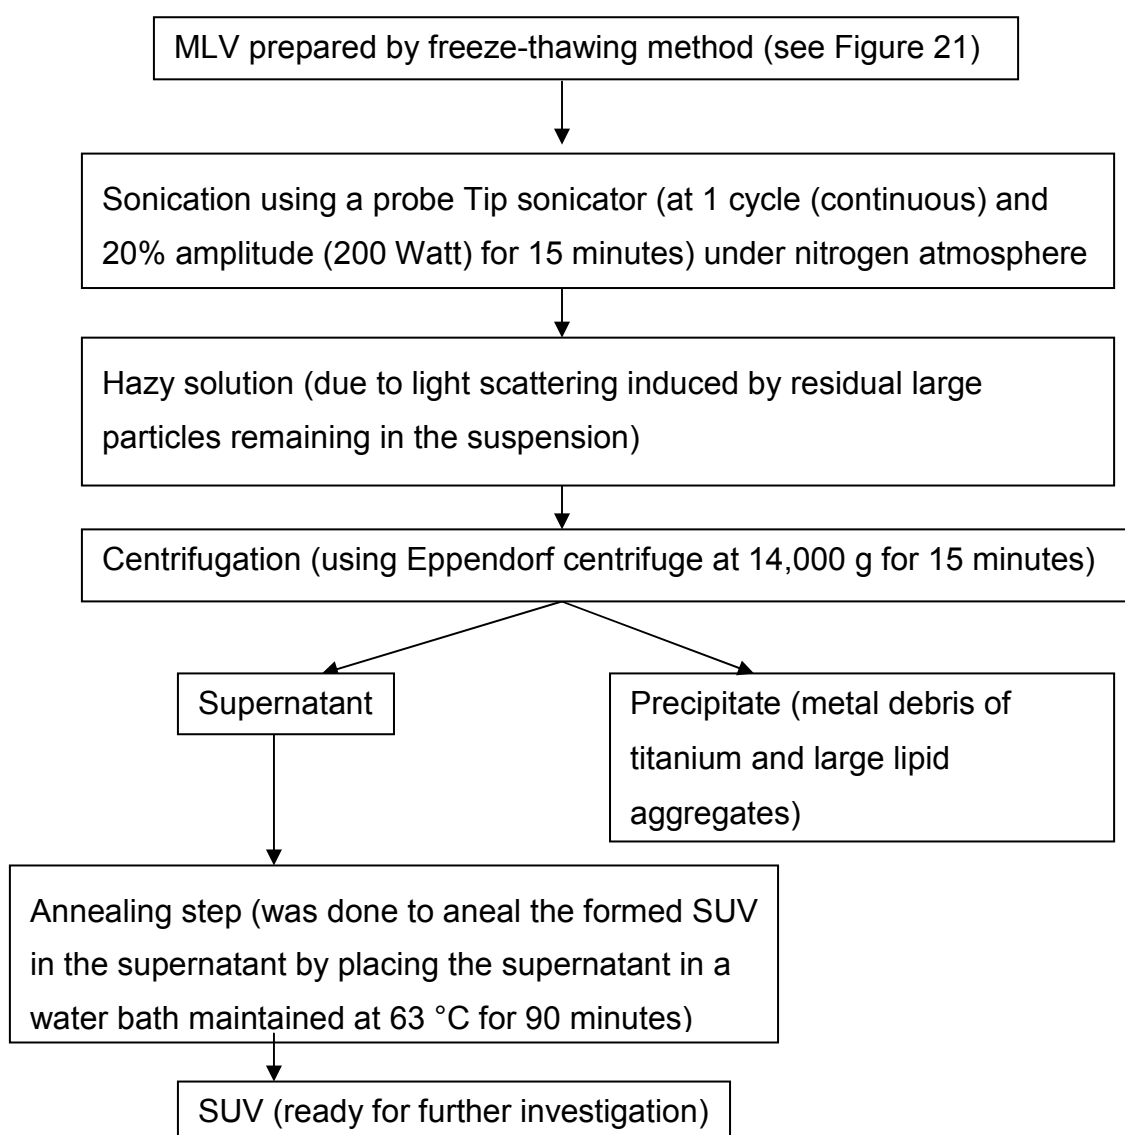 MLV prepared by freeze-thawing method (see Figure 21)
Sonication using a probe Tip sonicator (at 1 cycle (continuous) and
20% amplitude (200 Watt) for 15 minutes) under nitrogen atmosphere
Hazy solution (due to light scattering induced by residual large
particles remaining in the suspension)
Centrifugation (using Eppendorf centrifuge at 14,000 g for 15 minutes)
Supernatant
Precipitate (metal debris of
titanium and large lipid
aggregates)
Annealing step (was done to aneal the formed SUV
in the supernatant by placing the supernatant in a
water bath maintained at 63 °C for 90 minutes)
SUV (ready for further investigation)